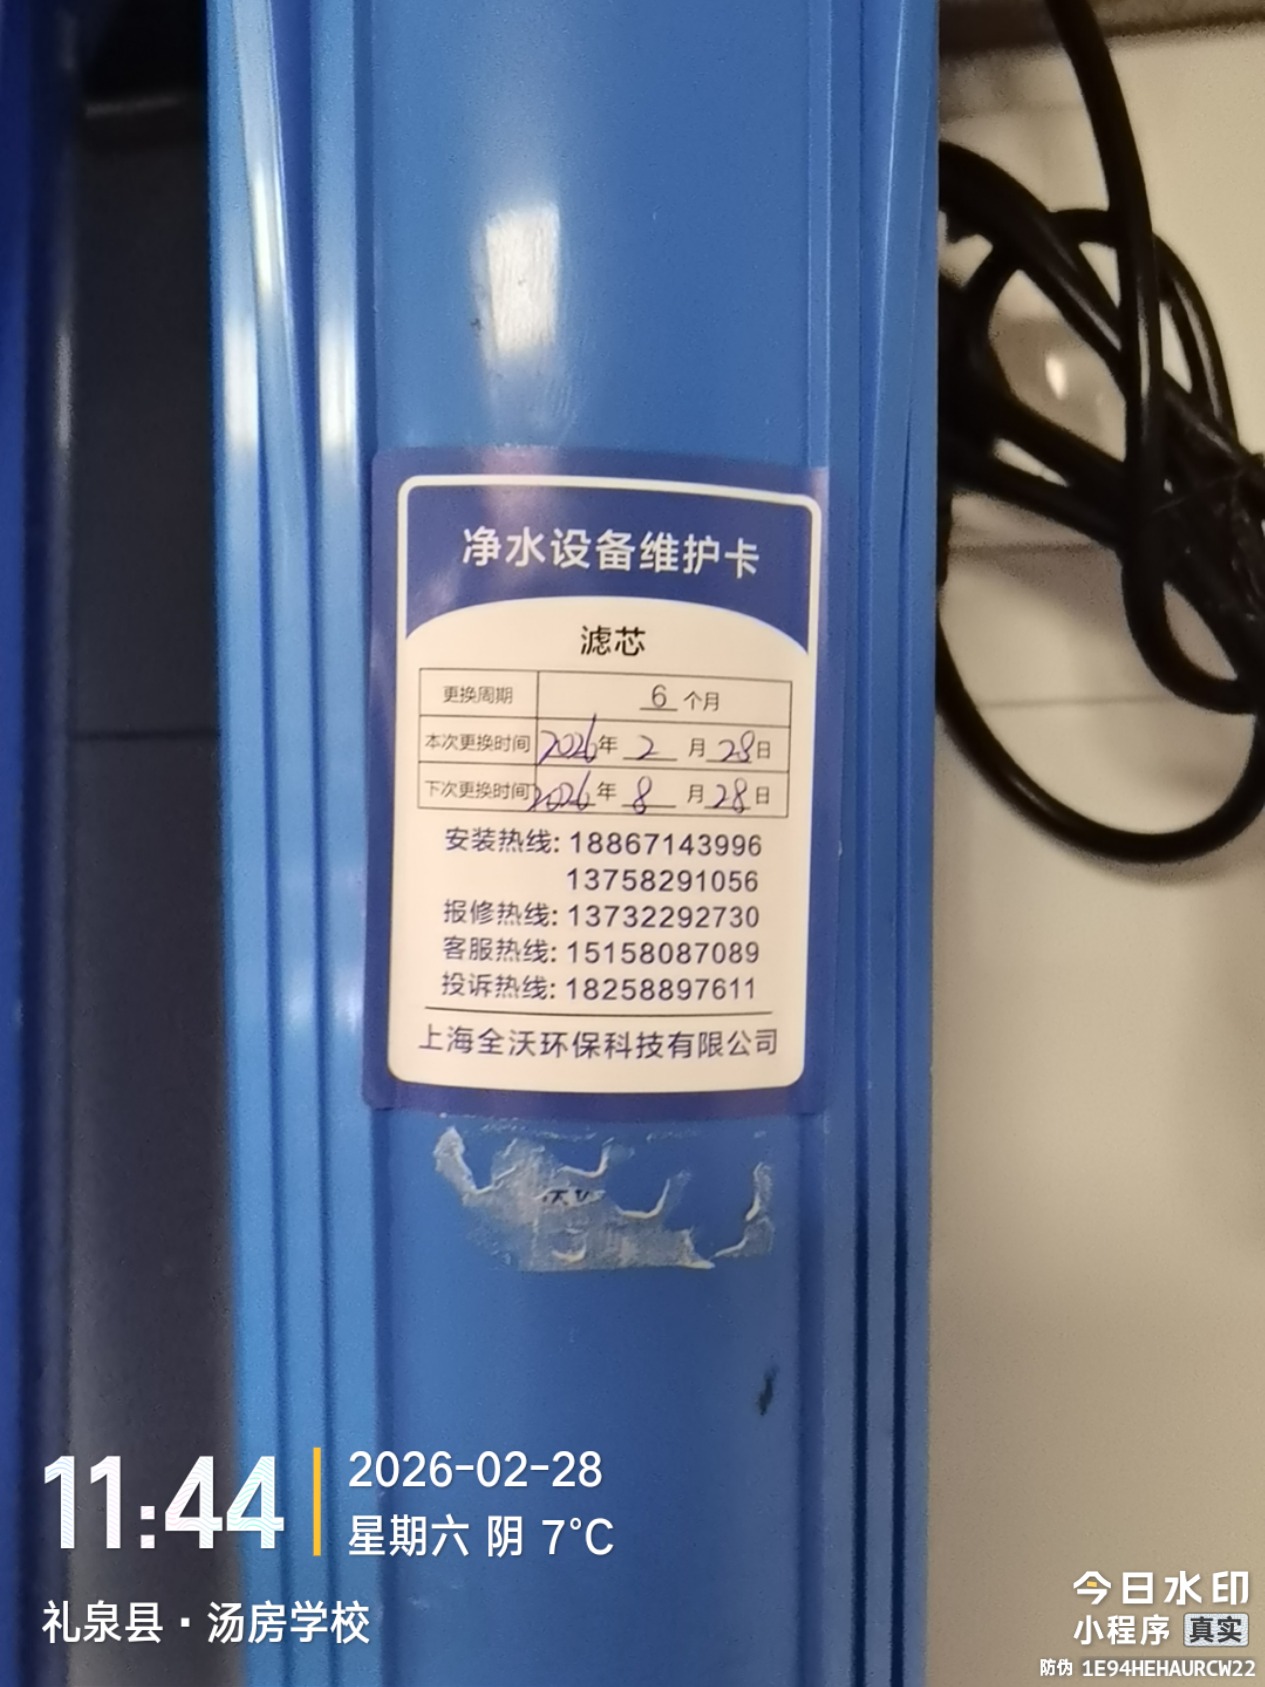 净水设备维护卡
滤芯
更换周期 6 个月
本次更换时间 2026年 2 月 28日
下次更换时间 2026年 8 月 28日
安装热线: 18867143996
13758291056
报修热线: 13732292730
客服热线: 15158087089
投诉热线: 18258897611
上海全沃环保科技有限公司
11:44
2026-02-28
星期六 阴 7°C
礼泉县·汤房学校
今日水印
小程序 真实
防伪 1E94HEHAURCW22